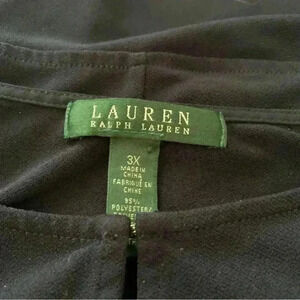 LAUREN
RALPH LAUREN
3X
MADE IN
CHINA
FABRIQUÉ EN
CHINE
95%
POLYESTER/